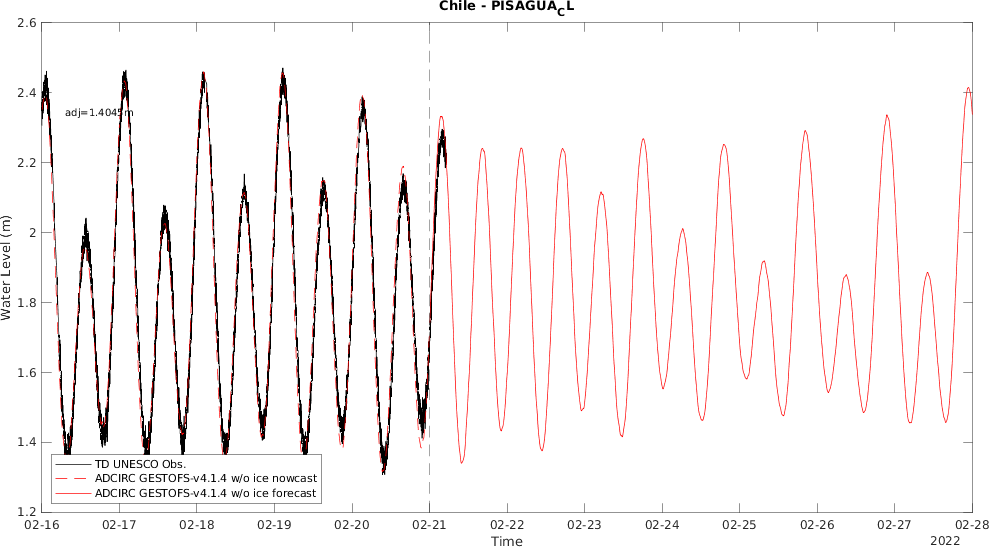 Chile - PISAGUA_CL
2.6
2.4
2.2
2
1.8
1.6
1.4
1.2
adj=1.4045 m
Water Level (m)
TD UNESCO Obs.
ADCIRC GESTOFS-v4.1.4 w/o ice nowcast
ADCIRC GESTOFS-v4.1.4 w/o ice forecast
02-16 02-17 02-18 02-19 02-20 02-21 02-22 02-23 02-24 02-25 02-26 02-27 02-28
Time
2022